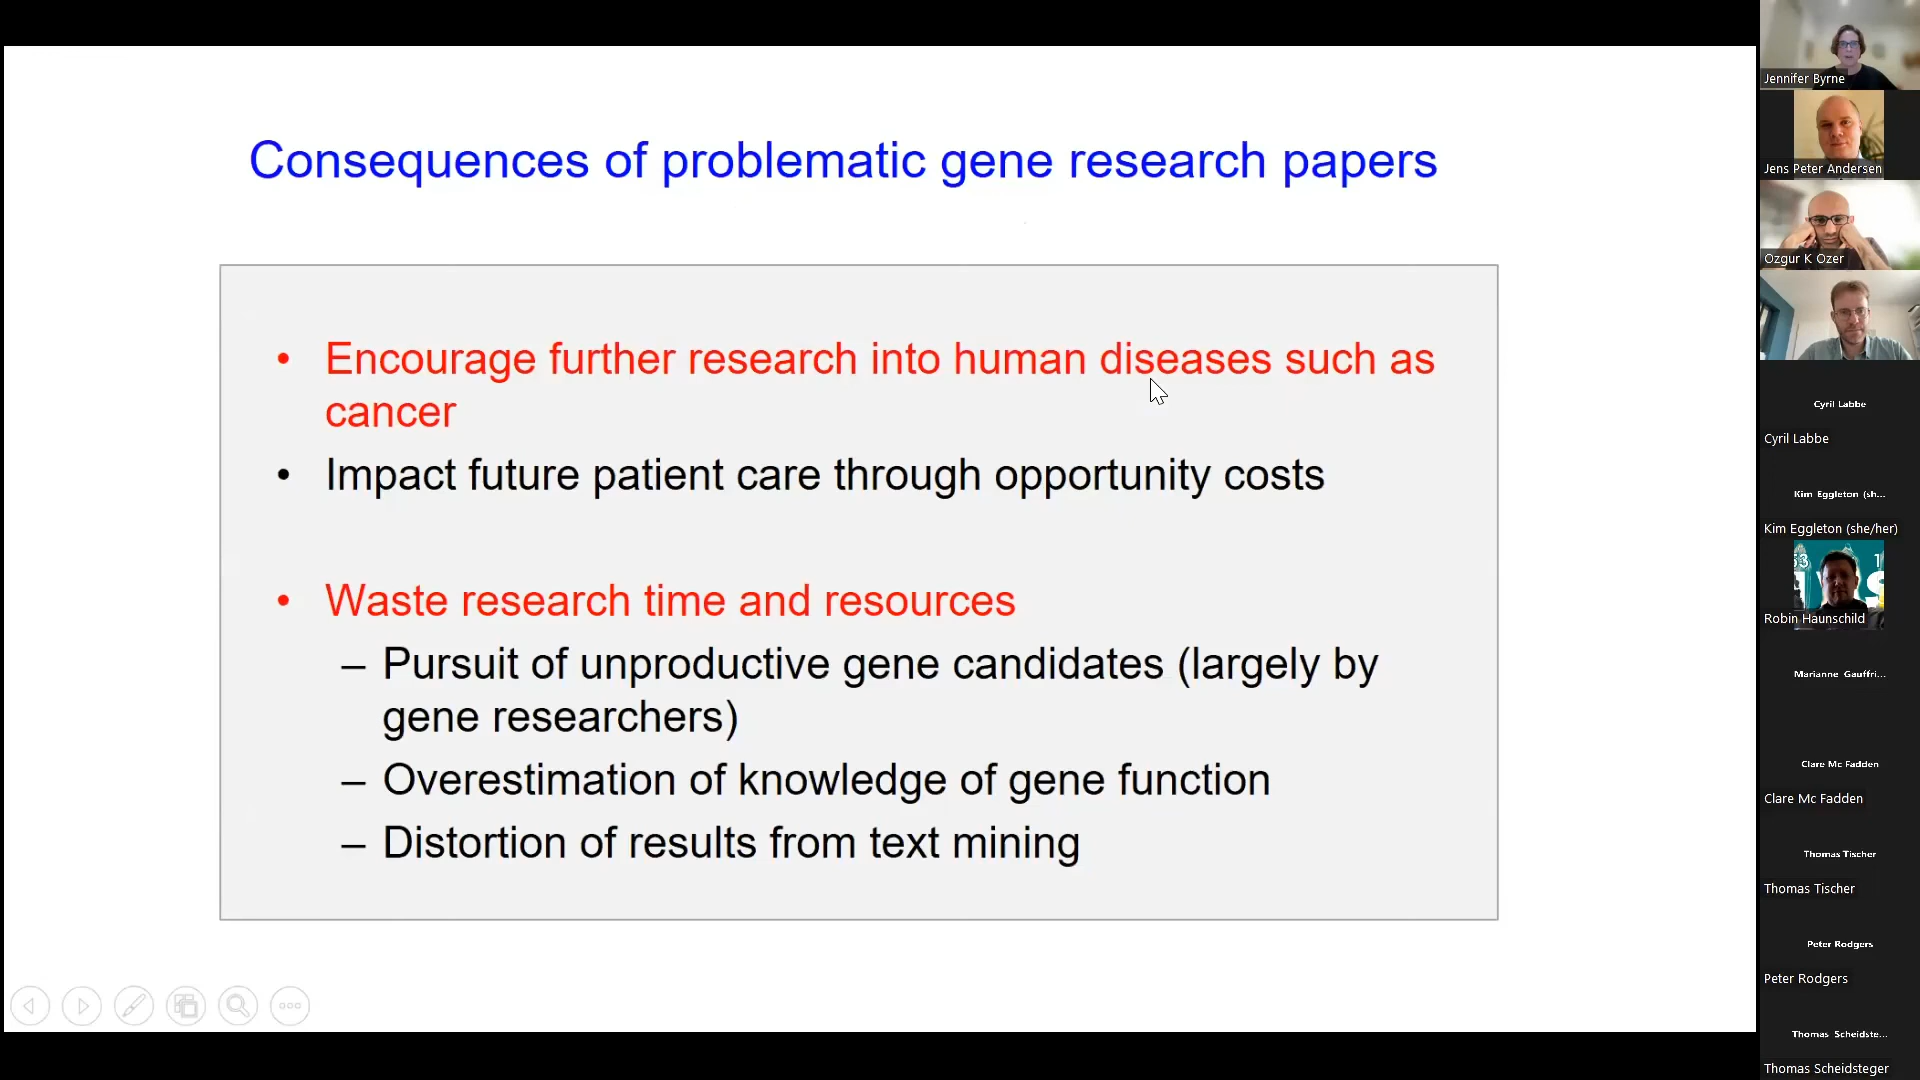 Consequences of problematic gene research papers
• Encourage further research into human diseases such as
cancer
• Impact future patient care through opportunity costs
• Waste research time and resources
– Pursuit of unproductive gene candidates (largely by
gene researchers)
– Overestimation of knowledge of gene function
– Distortion of results from text mining
Jennifer Byrne
Jens Peter Andersen
Ozgur K Ozer
Cyril Labbe
Cyril Labbe
Kim Eggleton (sh...
Kim Eggleton (she/her)
Robin Haunschild
Marianne Gauffri...
Clare Mc Fadden
Clare Mc Fadden
Thomas Tischer
Thomas Tischer
Peter Rodgers
Peter Rodgers
Thomas Scheidste...
Thomas Scheidsteger